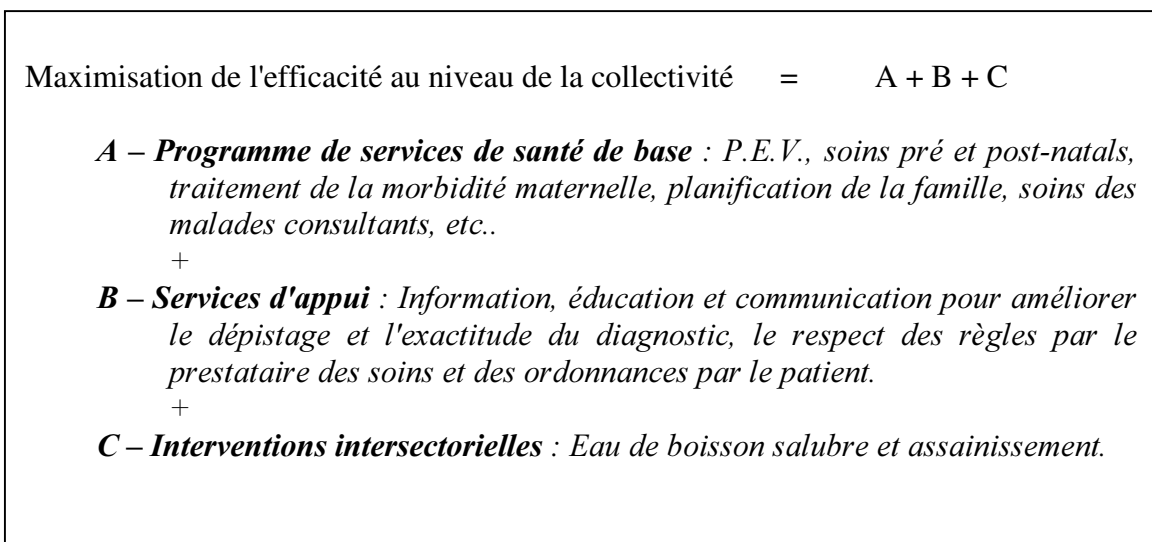 Maximisation de l'efficacité au niveau de la collectivité = A + B + C
A – Programme de services de santé de base : P.E.V., soins pré et post-natals,
traitement de la morbidité maternelle, planification de la famille, soins des
malades consultants, etc..
+
B – Services d'appui : Information, éducation et communication pour améliorer
le dépistage et l'exactitude du diagnostic, le respect des règles par le
prestataire des soins et des ordonnances par le patient.
+
C – Interventions intersectorielles : Eau de boisson salubre et assainissement.